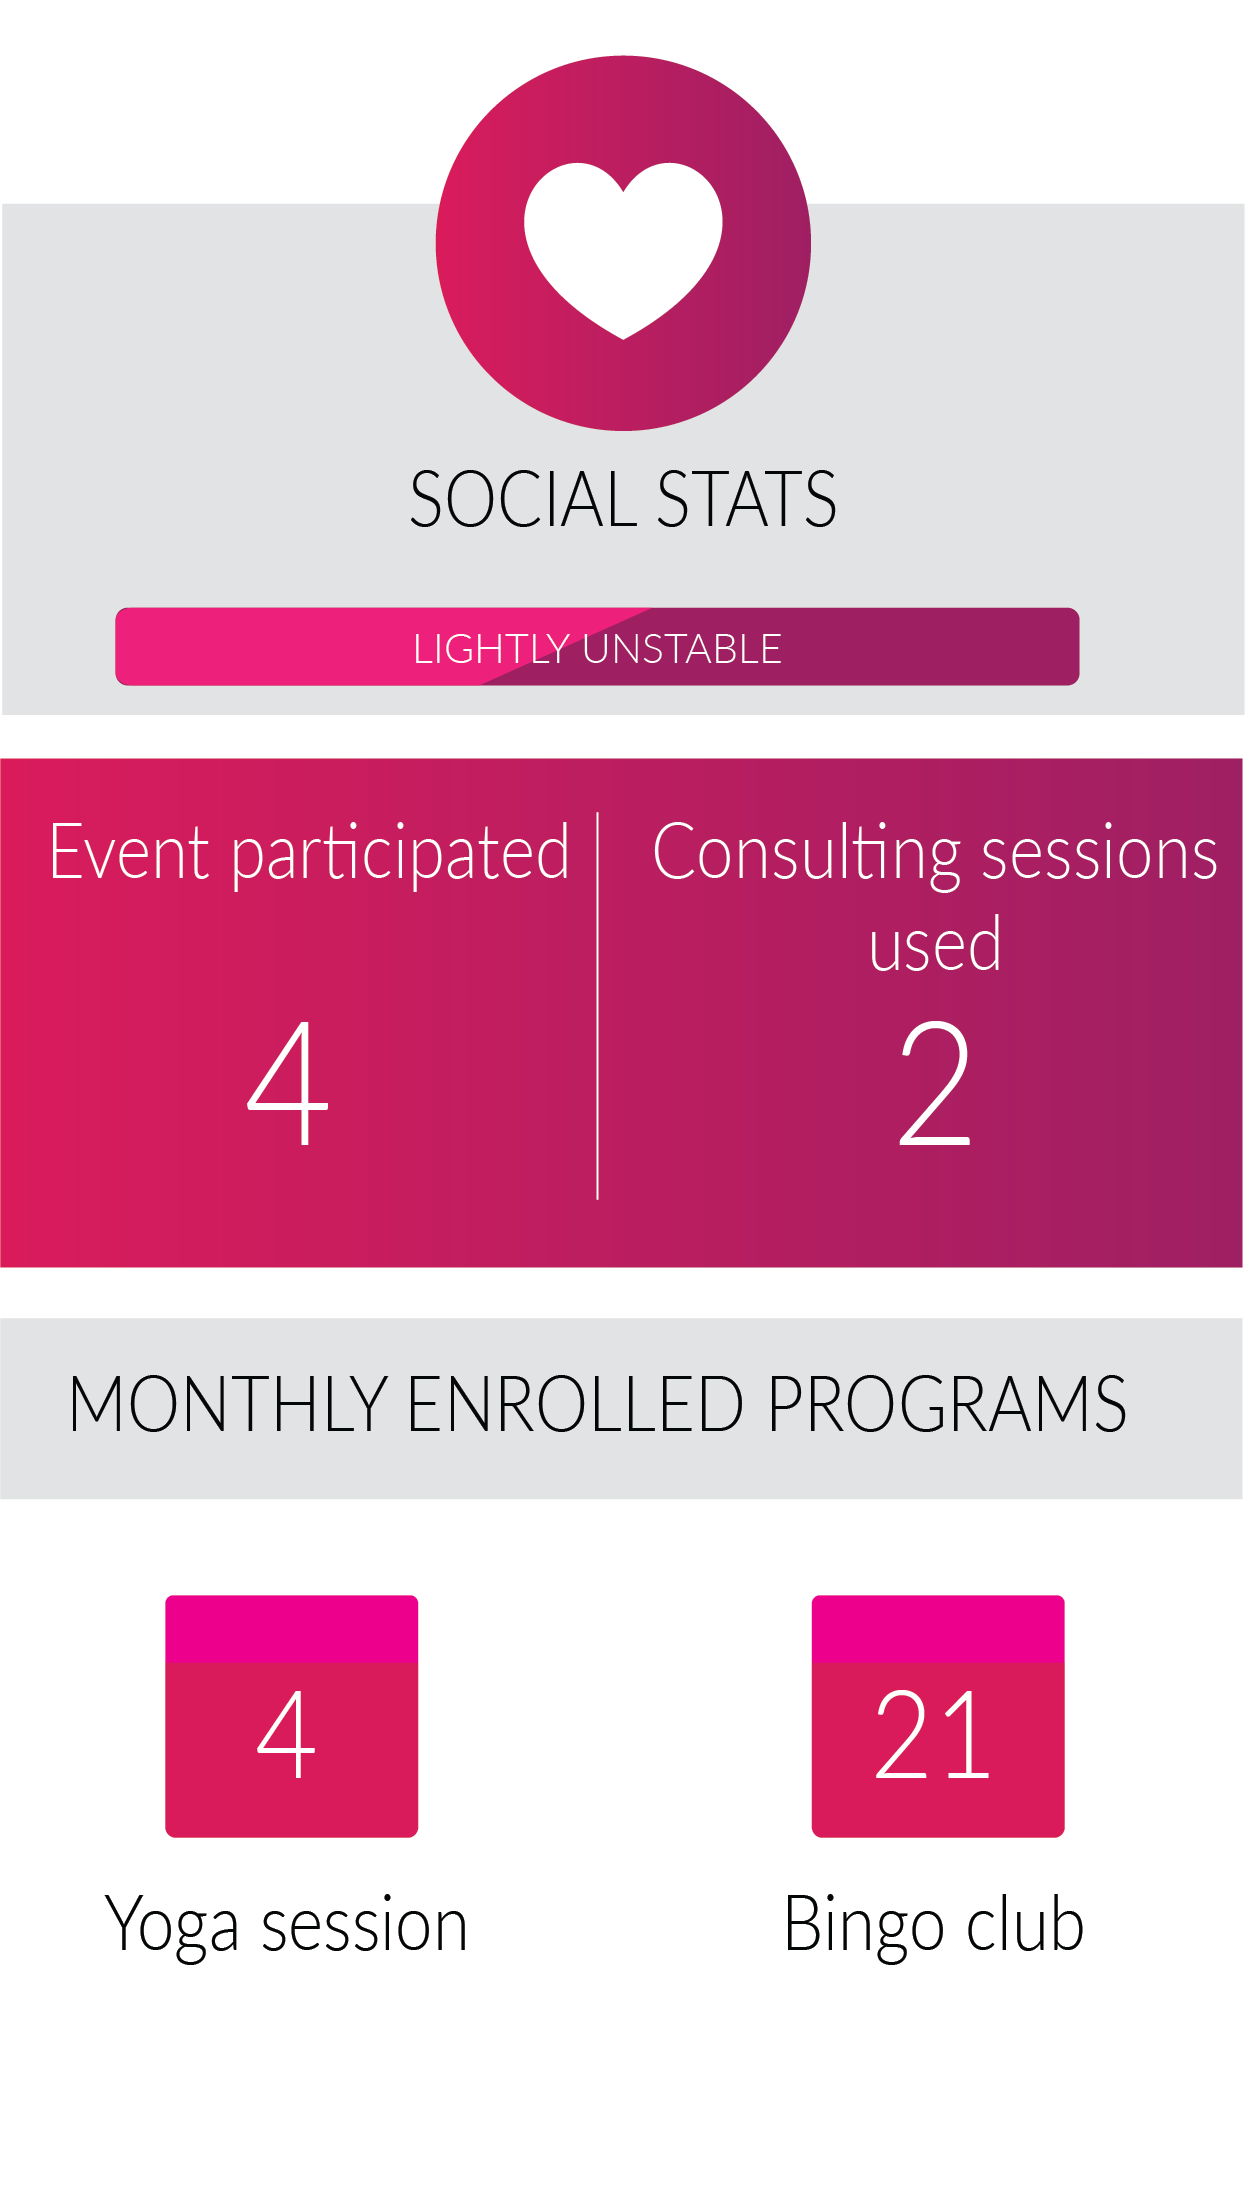 SOCIAL STATS
LIGHTLY UNSTABLE
Event participated
4
Consulting sessions
used
2
MONTHLY ENROLLED PROGRAMS
4
Yoga session
21
Bingo club